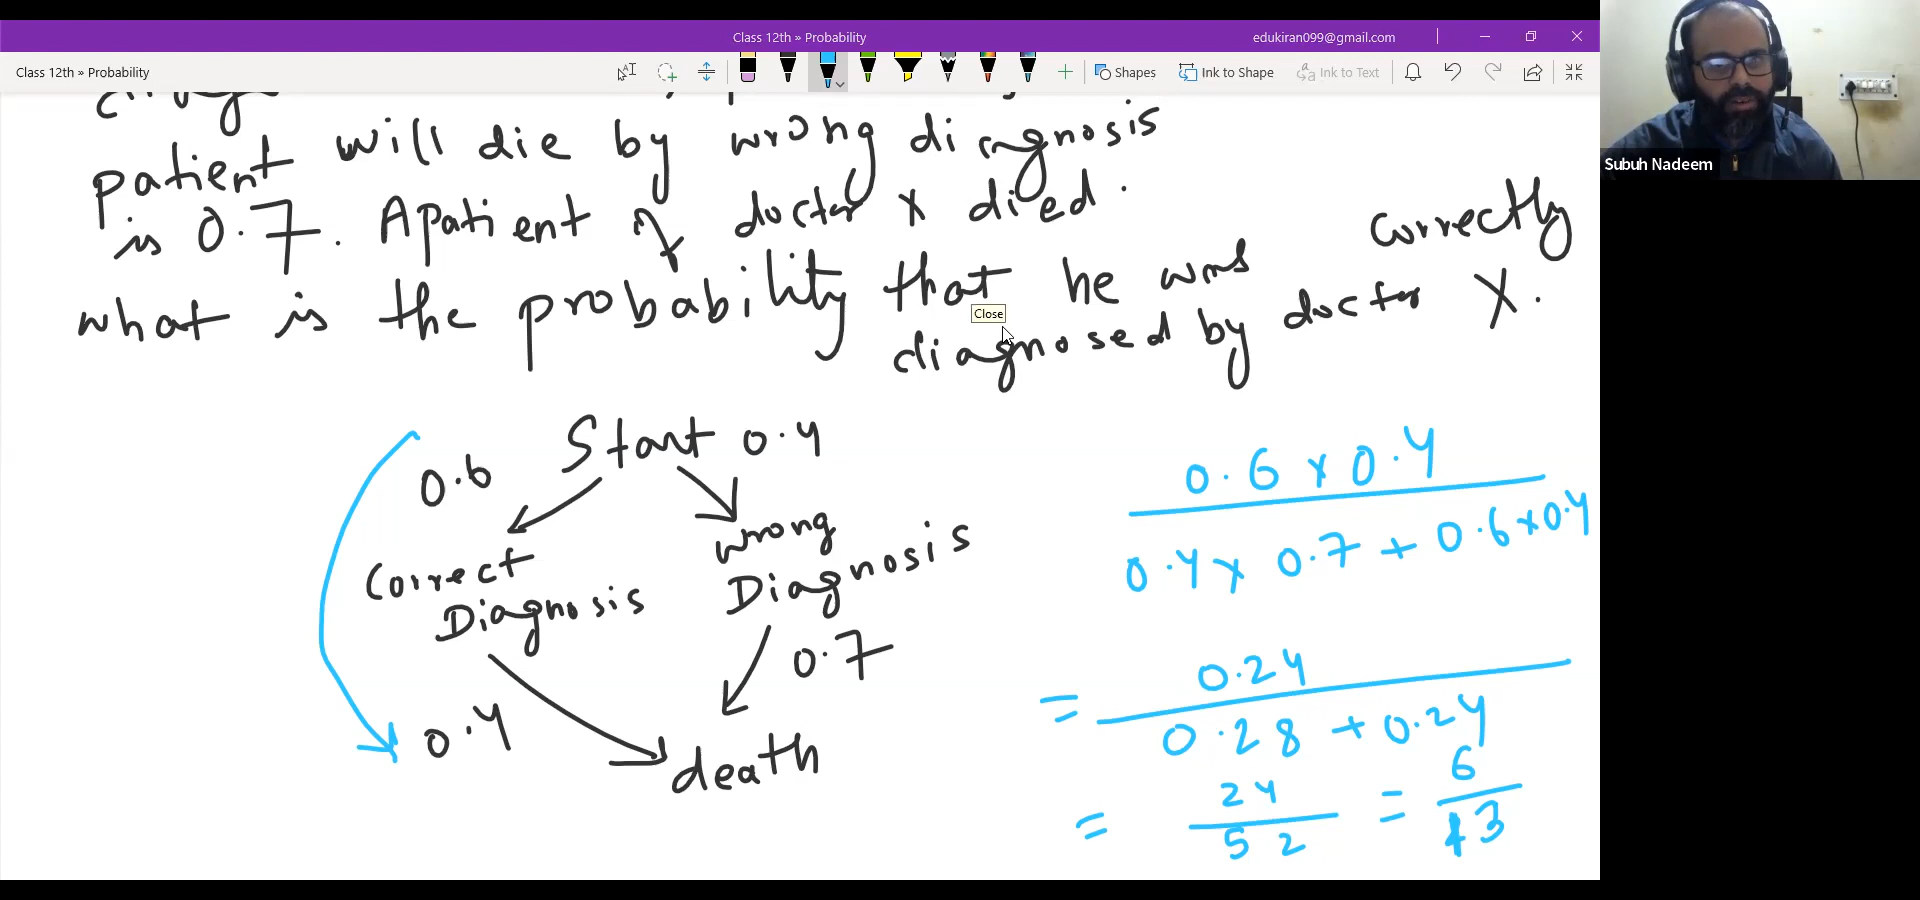 Class 12th » Probability
edukiran099@gmail.com
Class 12th » Probability
Shapes
Ink to Shape
Ink to Text
patient will die by wrong diagnosis
is 0.7. A patient of doctor X died.
what is the probability that he was correctly
diagnosed by doctor X.
Close
Start 0.4
0.6
Correct
Diagnosis
wrong
Diagnosis
0.7
0.4
death
0.6 x 0.4
0.4 x 0.7 + 0.6 x 0.4
= 0.24
0.28 + 0.24
= 24
52
= 6
13
Subuh Nadeem